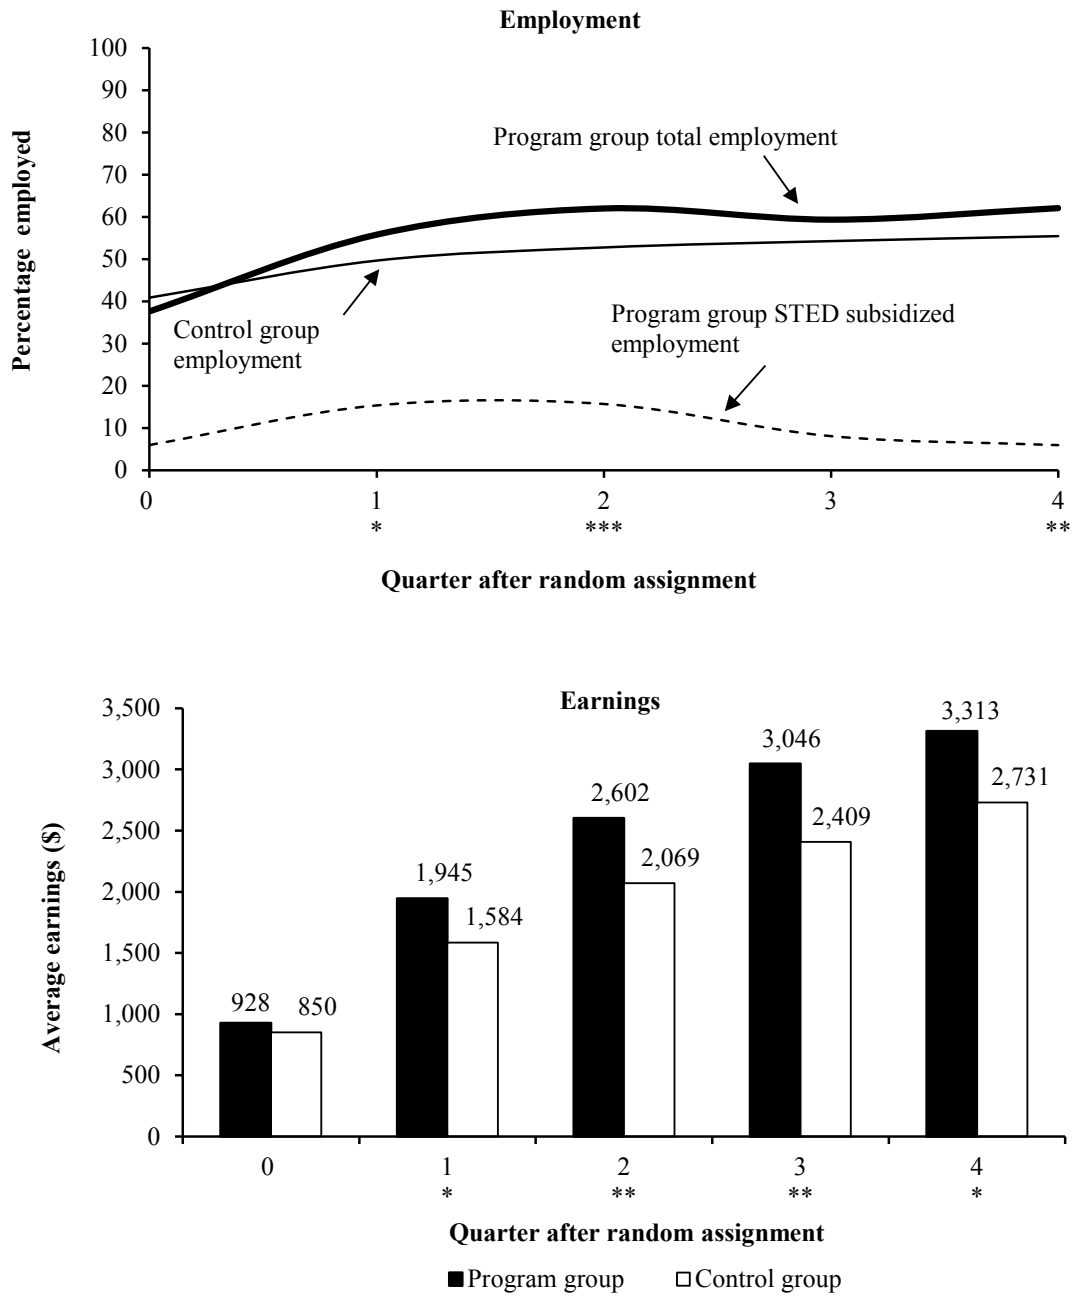 Employment
Percentage employed
100
90
80
70
60
50
40
30
20
10
0
Program group total employment
Control group
employment
Program group STED subsidized
employment
0 1 2 3 4
* *** **
Quarter after random assignment
Earnings
Average earnings ($)
3,500
3,000
2,500
2,000
1,500
1,000
500
0
928 850
1,945 1,584
2,602 2,069
3,046 2,409
3,313 2,731
0 1 2 3 4
* ** ** *
Quarter after random assignment
Program group Control group